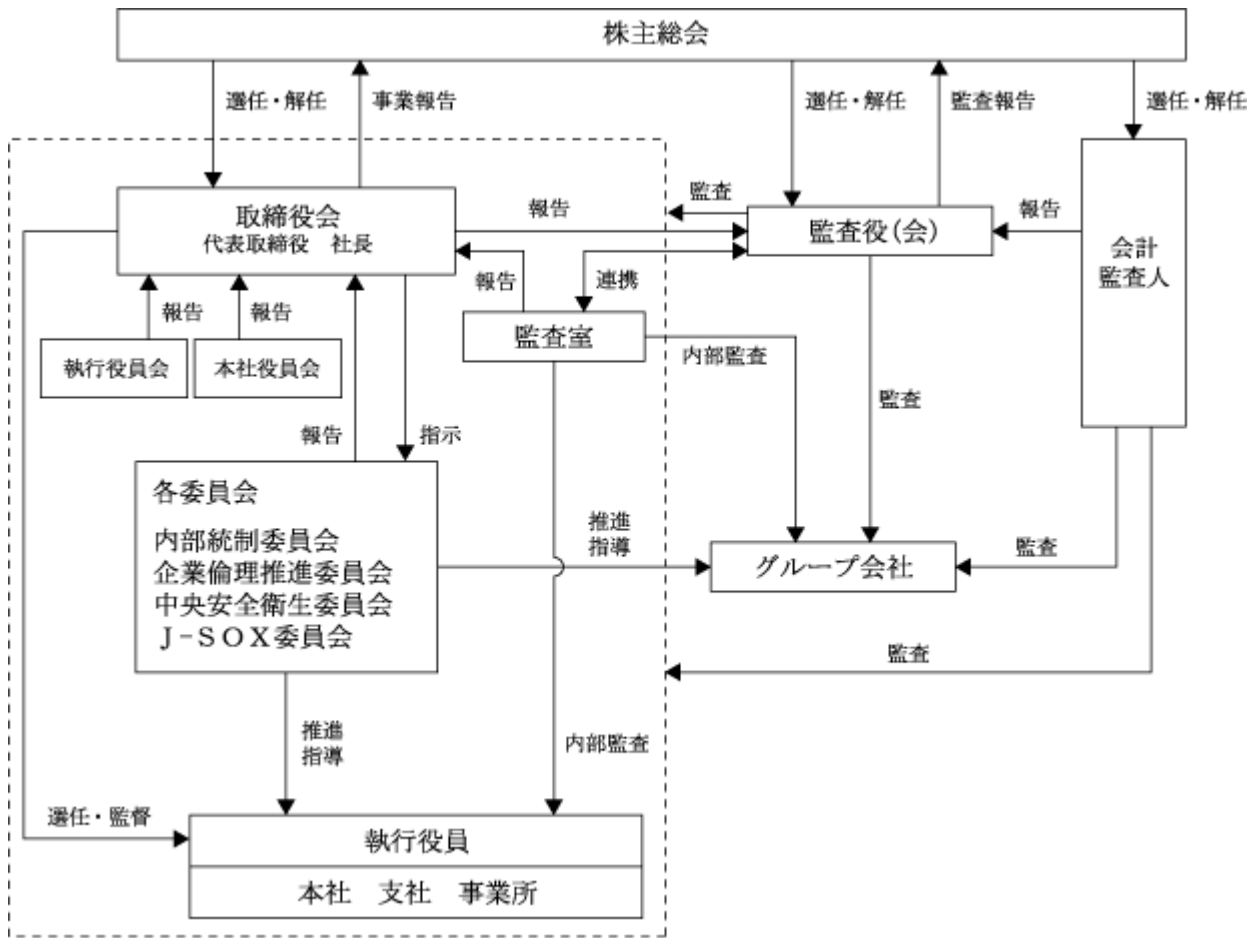 株主総会
選任・解任
事業報告
選任・解任
監査報告
選任・解任
取締役会
代表取締役　社長
報告
監査
監査役(会)
報告
会計
監査人
報告
報告
報告
連携
執行役員会
本社役員会
監査室
内部監査
監査
報告
指示
各委員会
内部統制委員会
企業倫理推進委員会
中央安全衛生委員会
J-SOX委員会
推進
指導
グループ会社
監査
監査
推進
指導
内部監査
選任・監督
執行役員
本社　支社　事業所